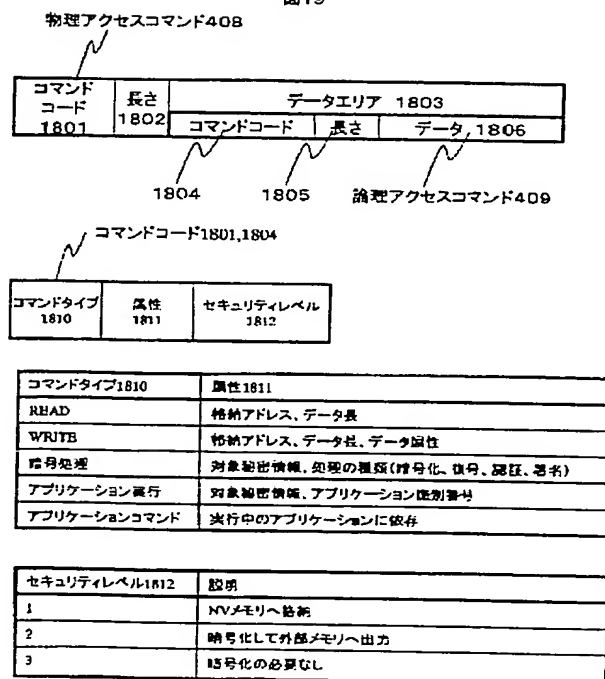 図19
物理アクセスコマンド408
コマンド
コード
1801
長さ
1802
データエリア 1803
コマンドコード
長さ
データ 1806
1804
1805
論理アクセスコマンド409
コマンドコード1801,1804
コマンドタイプ
1810
属性
1811
セキュリティレベル
1812
コマンドタイプ1810 属性1811
READ 格納アドレス、データ長
WRITE 格納アドレス、データ長、データ属性
暗号処理 対象秘密情報、処理の種類(暗号化、復号、認証、署名)
アプリケーション実行 対象秘密情報、アプリケーション識別番号
アプリケーションコマンド 実行中のアプリケーションに依存
セキュリティレベル1812 説明
1 NVメモリへ格納
2 暗号化して外部メモリへ出力
3 暗号化の必要なし